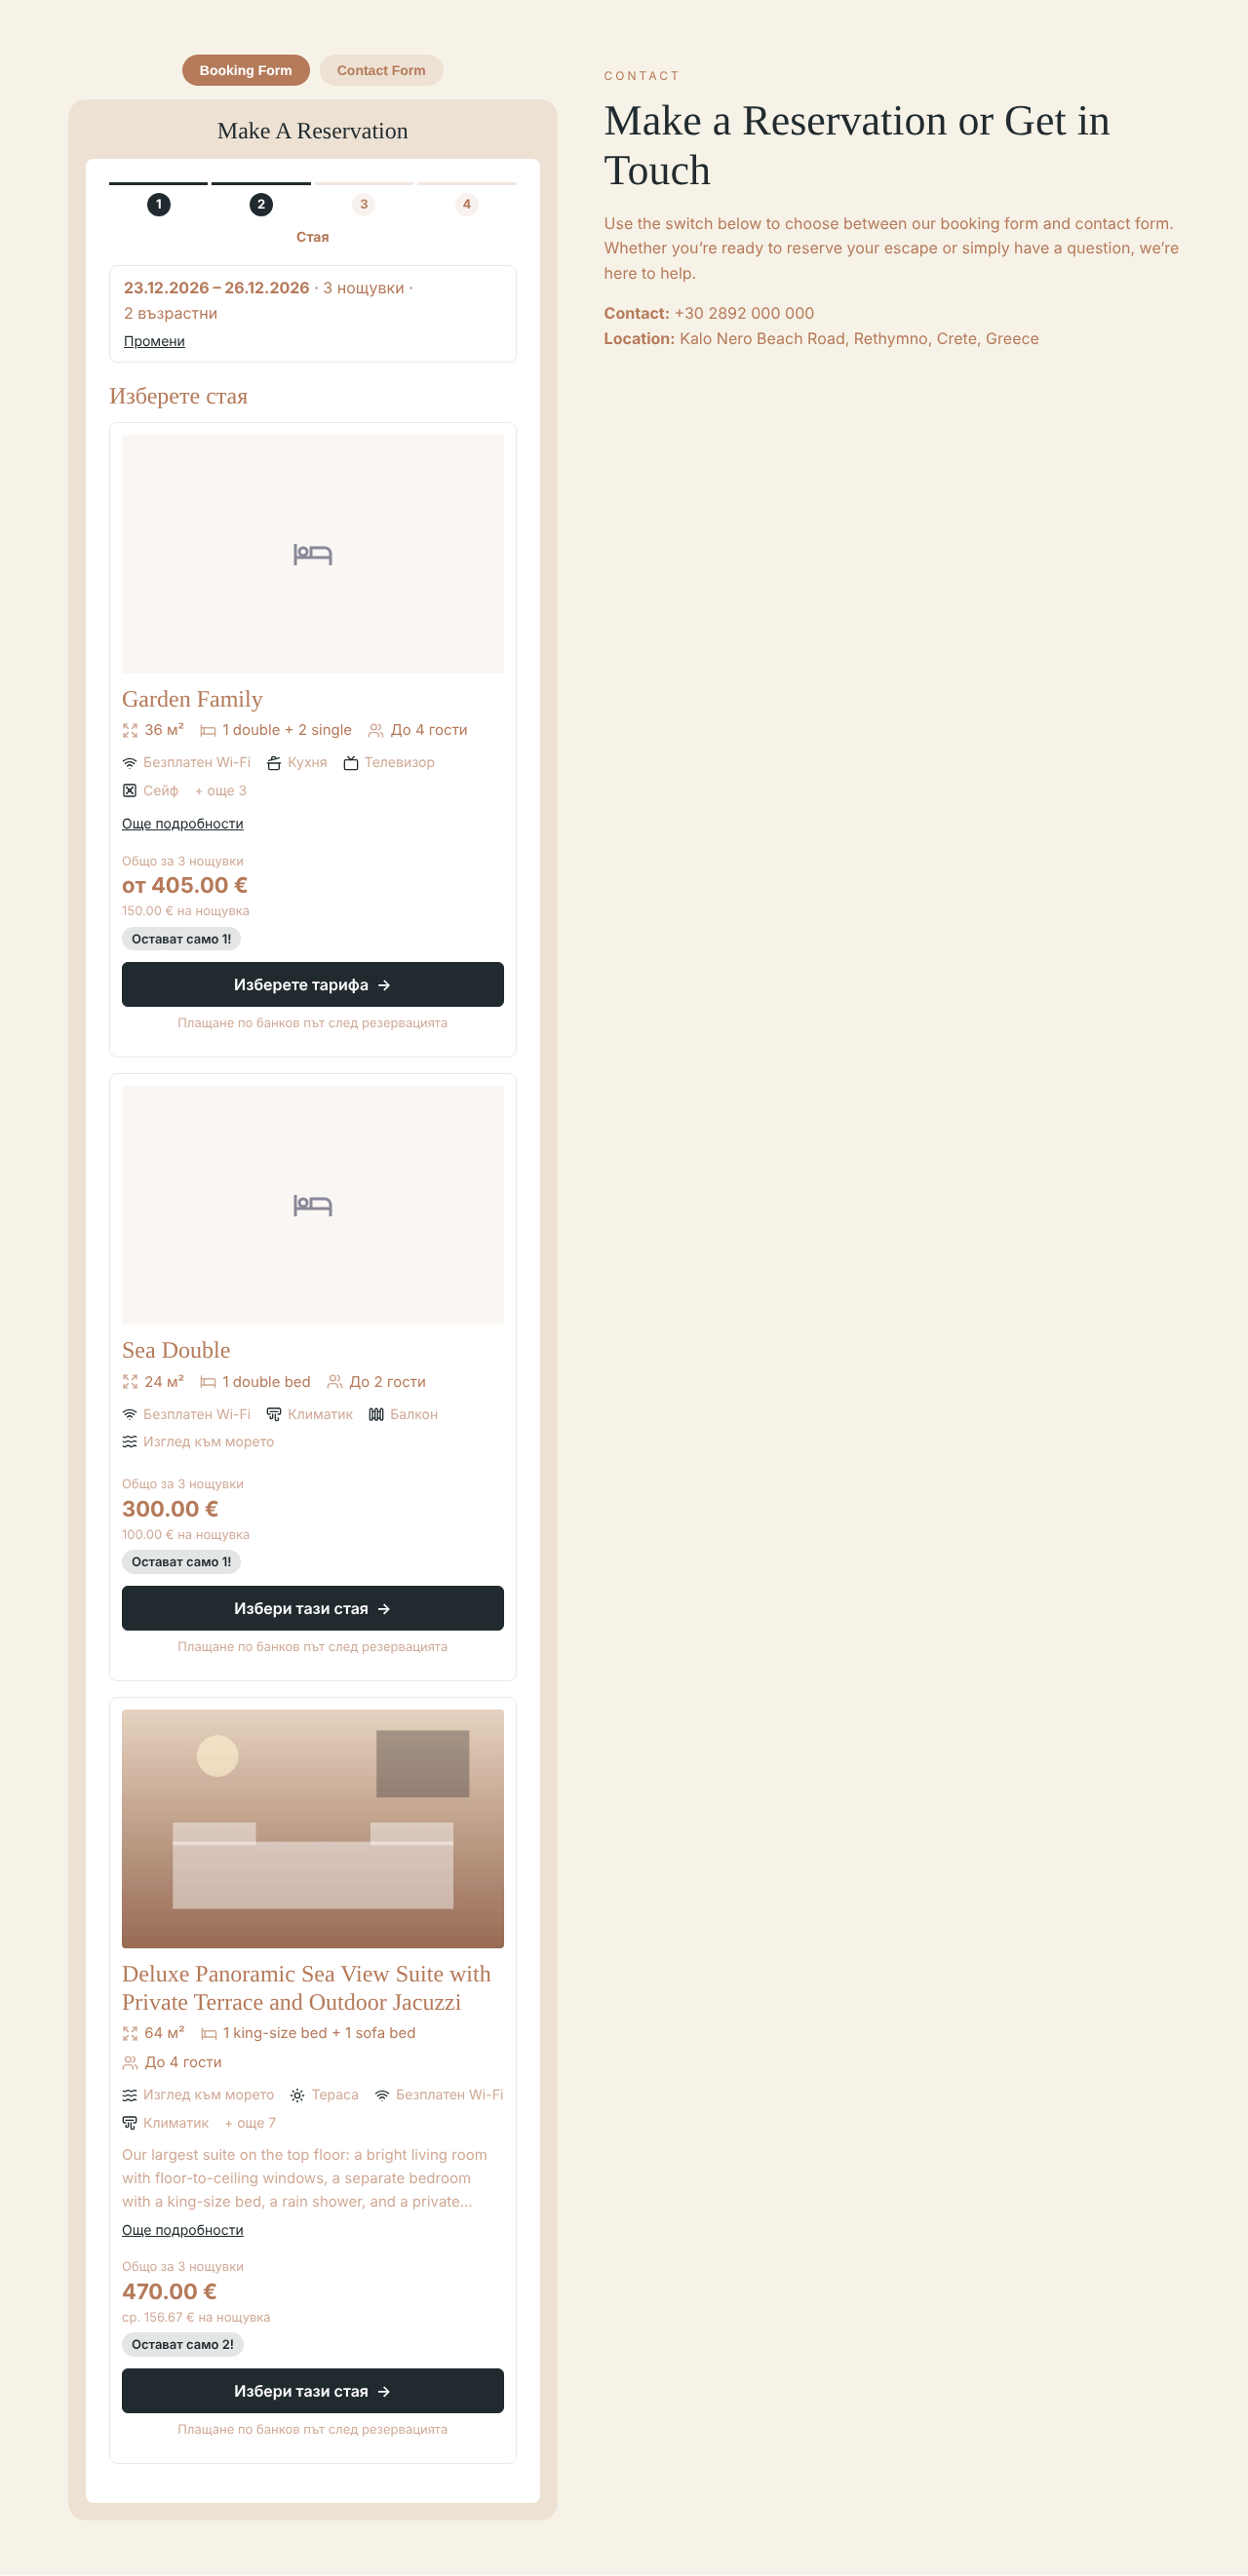 Booking Form
Contact Form
Make A Reservation
1
2
3
4
Стая
23.12.2026 – 26.12.2026 · 3 нощувки ·
2 възрастни
Промени
Изберете стая
Garden Family
36 м² 1 double + 2 single До 4 гости
Безплатен Wi-Fi Кухня Телевизор
Сейф + още 3
Още подробности
Общо за 3 нощувки
от 405.00 €
150.00 € на нощувка
Остават само 1!
Изберете тарифа →
Плащане по банков път след резервацията
Sea Double
24 м² 1 double bed До 2 гости
Безплатен Wi-Fi Климатик Балкон
Изглед към морето
Общо за 3 нощувки
300.00 €
100.00 € на нощувка
Остават само 1!
Избери тази стая →
Плащане по банков път след резервацията
Deluxe Panoramic Sea View Suite with
Private Terrace and Outdoor Jacuzzi
64 м² 1 king-size bed + 1 sofa bed
До 4 гости
Изглед към морето Тераса Безплатен Wi-Fi
Климатик + още 7
Our largest suite on the top floor: a bright living room
with floor-to-ceiling windows, a separate bedroom
with a king-size bed, a rain shower, and a private...
Още подробности
Общо за 3 нощувки
470.00 €
ср. 156.67 € на нощувка
Остават само 2!
Избери тази стая →
Плащане по банков път след резервацията
CONTACT
Make a Reservation or Get in
Touch
Use the switch below to choose between our booking form and contact form.
Whether you're ready to reserve your escape or simply have a question, we're
here to help.
Contact: +30 2892 000 000
Location: Kalo Nero Beach Road, Rethymno, Crete, Greece